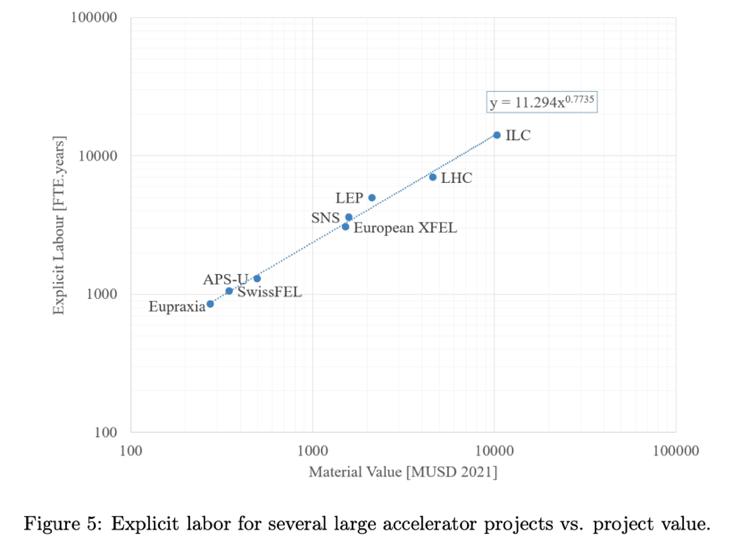 100000
y = 11.294x^0.7735
ILC
10000
LHC
LEP
SNS
European XFEL
Explicit Labour [FTE.years]
APS-U
SwissFEL
1000
Eupraxia
100
100 1000 10000 100000
Material Value [MUSD 2021]
Figure 5: Explicit labor for several large accelerator projects vs. project value.